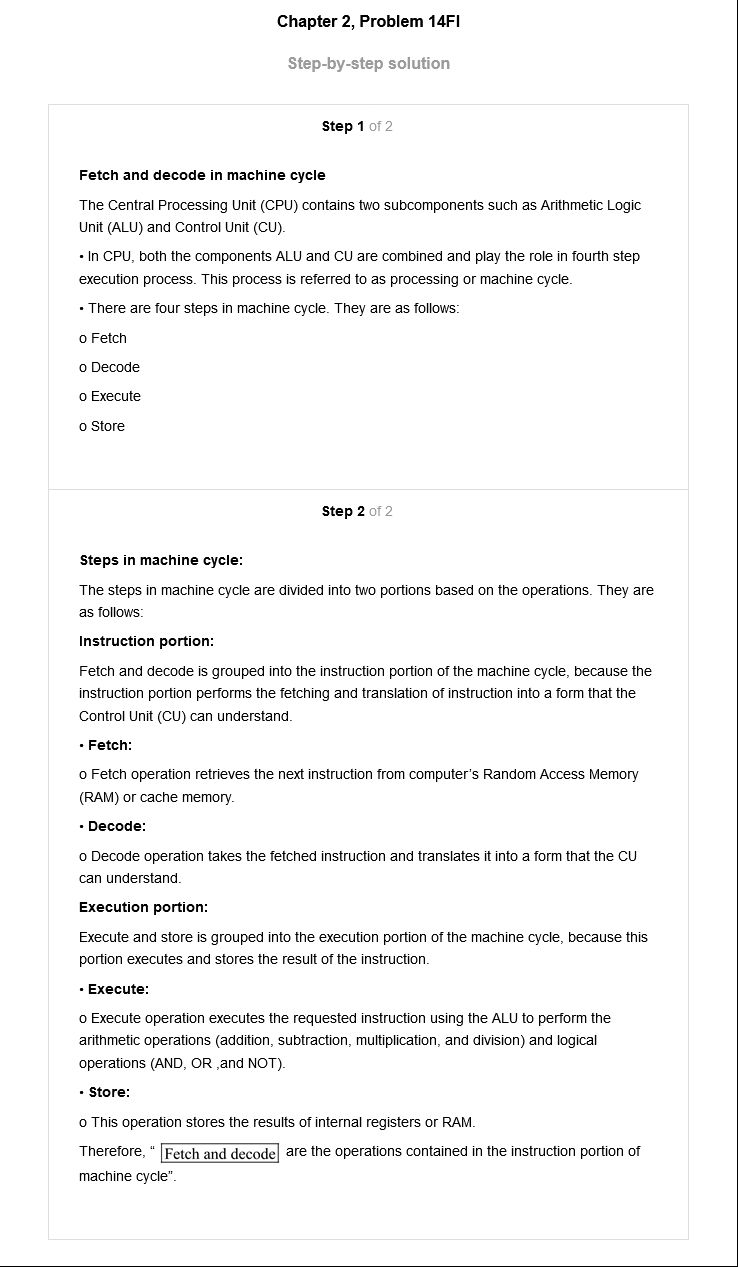 Chapter 2, Problem 14FI
Step-by-step solution
Step 1 of 2
Fetch and decode in machine cycle
The Central Processing Unit (CPU) contains two subcomponents such as Arithmetic Logic
Unit (ALU) and Control Unit (CU).
• In CPU, both the components ALU and CU are combined and play the role in fourth step
execution process. This process is referred to as processing or machine cycle.
• There are four steps in machine cycle. They are as follows:
o Fetch
o Decode
o Execute
o Store
Step 2 of 2
Steps in machine cycle:
The steps in machine cycle are divided into two portions based on the operations. They are
as follows:
Instruction portion:
Fetch and decode is grouped into the instruction portion of the machine cycle, because the
instruction portion performs the fetching and translation of instruction into a form that the
Control Unit (CU) can understand.
• Fetch:
o Fetch operation retrieves the next instruction from computer’s Random Access Memory
(RAM) or cache memory.
• Decode:
o Decode operation takes the fetched instruction and translates it into a form that the CU
can understand.
Execution portion:
Execute and store is grouped into the execution portion of the machine cycle, because this
portion executes and stores the result of the instruction.
• Execute:
o Execute operation executes the requested instruction using the ALU to perform the
arithmetic operations (addition, subtraction, multiplication, and division) and logical
operations (AND, OR ,and NOT).
• Store:
o This operation stores the results of internal registers or RAM.
Therefore, “ Fetch and decode are the operations contained in the instruction portion of
machine cycle”.